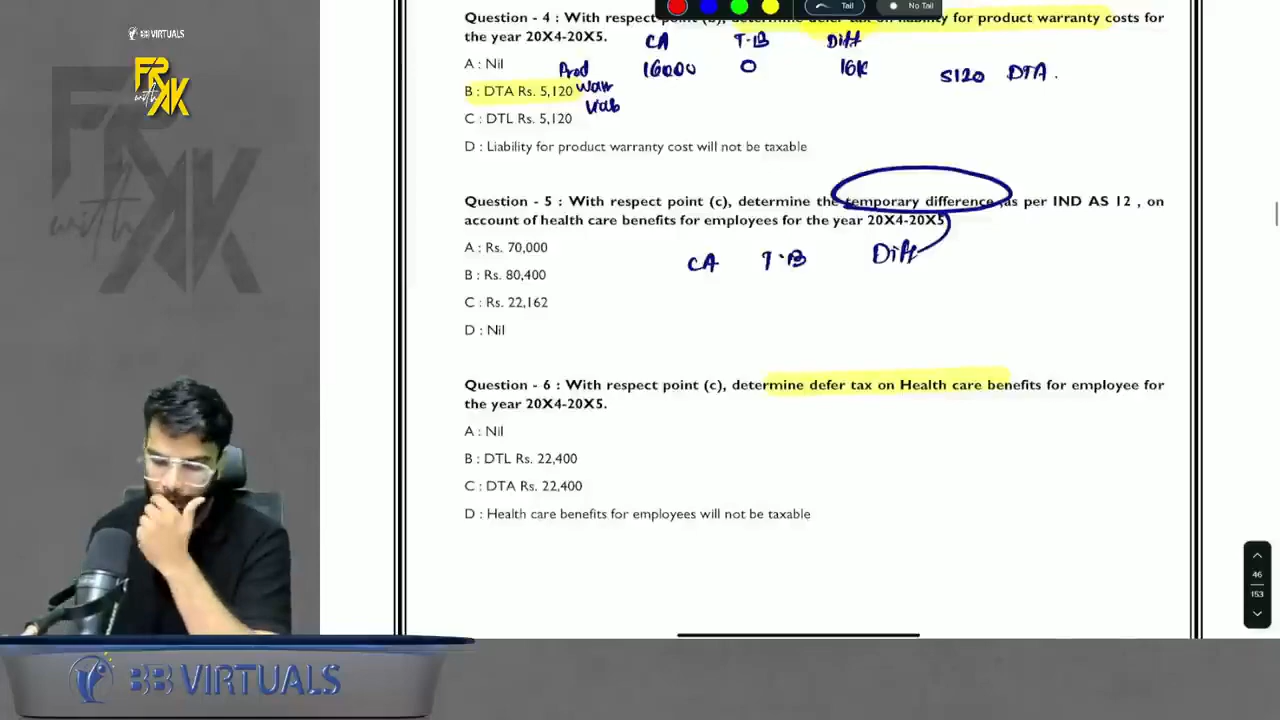 BB VIRTUALS
FR with AK
Tail
No Tail
Question - 4 : With respect point (b), determine defer tax on liability for product warranty costs for
the year 20X4-20X5.
CA T·B Diff
A : Nil
Prod 16000 0 16K 5120 DTA.
B : DTA Rs. 5,120
Warr
Liab
C : DTL Rs. 5,120
D : Liability for product warranty cost will not be taxable
Question - 5 : With respect point (c), determine the temporary difference ,as per IND AS 12 , on
account of health care benefits for employees for the year 20X4-20X5
A : Rs. 70,000
CA T·B Diff
B : Rs. 80,400
C : Rs. 22,162
D : Nil
Question - 6 : With respect point (c), determine defer tax on Health care benefits for employee for
the year 20X4-20X5.
A : Nil
B : DTL Rs. 22,400
C : DTA Rs. 22,400
D : Health care benefits for employees will not be taxable
46
153
BB VIRTUALS